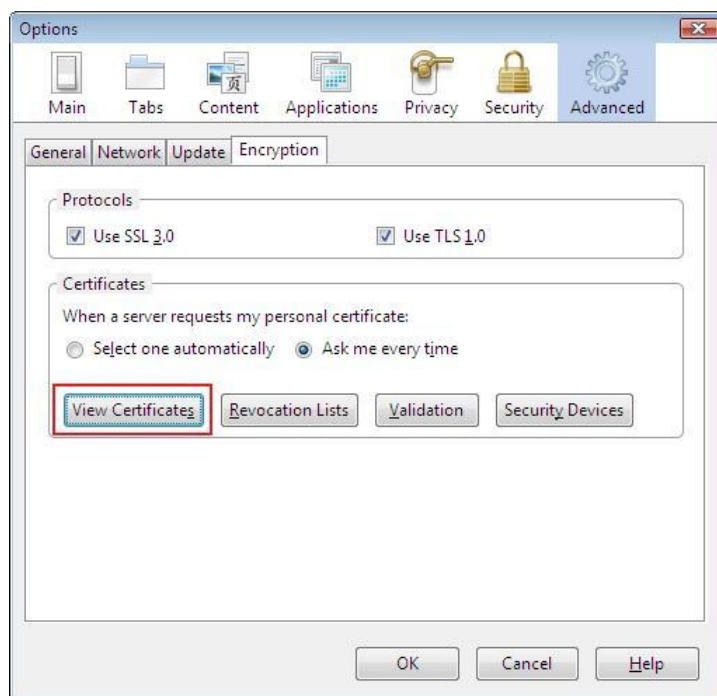 Options
Main Tabs Content Applications Privacy Security Advanced
页
General Network Update Encryption
Protocols
Use SSL 3.0 Use TLS 1.0
Certificates
When a server requests my personal certificate:
Select one automatically Ask me every time
View Certificates Revocation Lists Validation Security Devices
OK Cancel Help